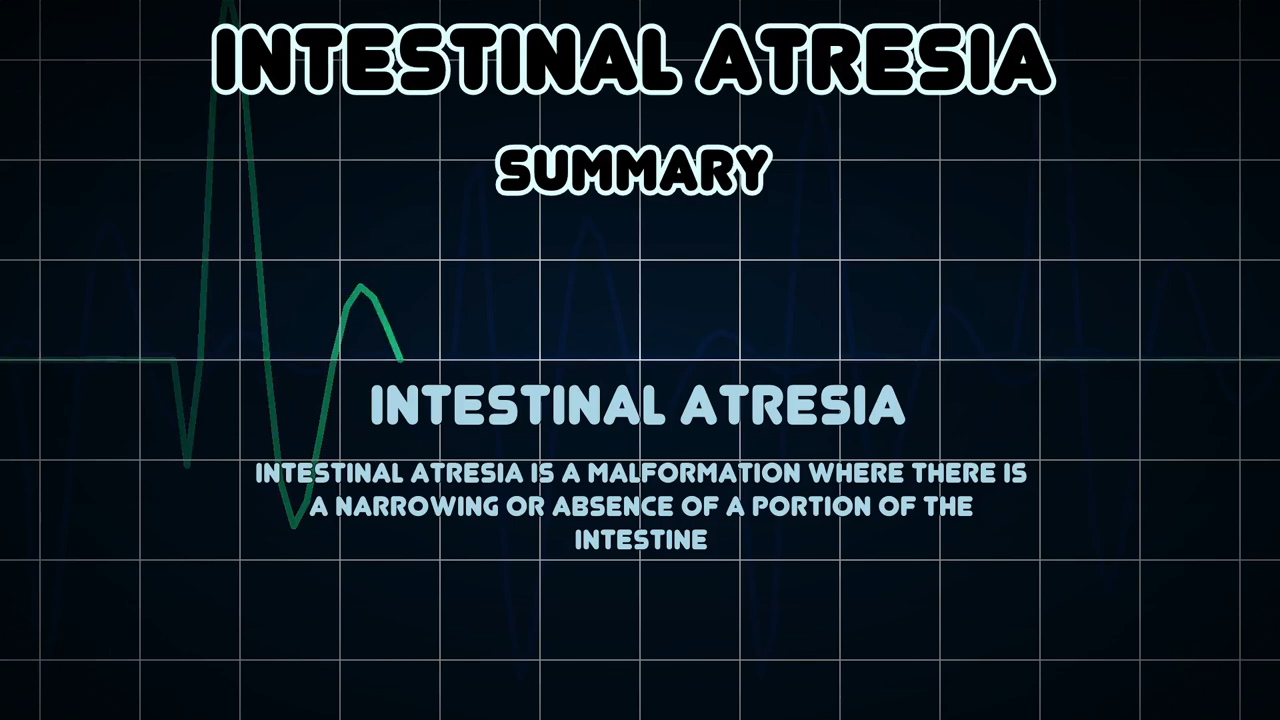 INTESTINAL ATRESIA
SUMMARY
INTESTINAL ATRESIA
INTESTINAL ATRESIA IS A MALFORMATION WHERE THERE IS
A NARROWING OR ABSENCE OF A PORTION OF THE
INTESTINE